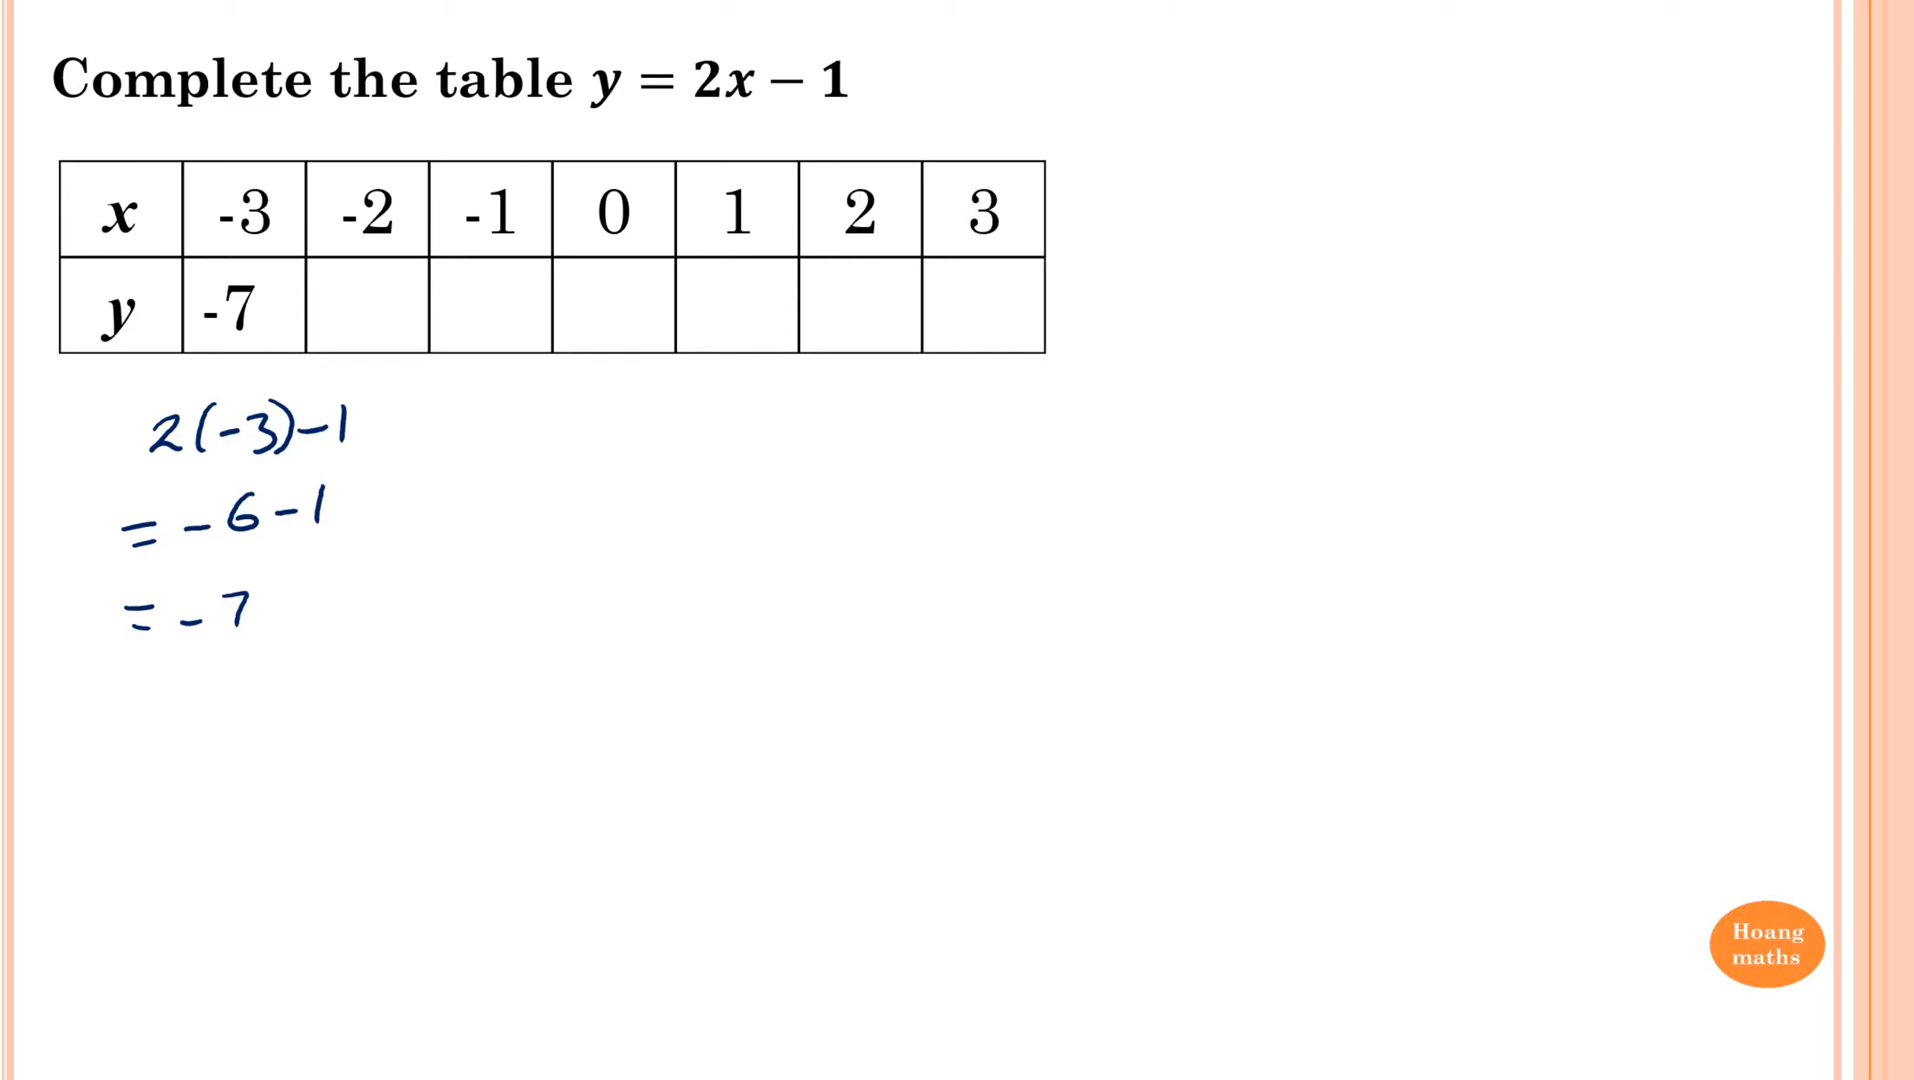 Complete the table y = 2x − 1
x -3 -2 -1 0 1 2 3
y -7
2(-3)-1
= -6-1
= -7
Hoang
maths